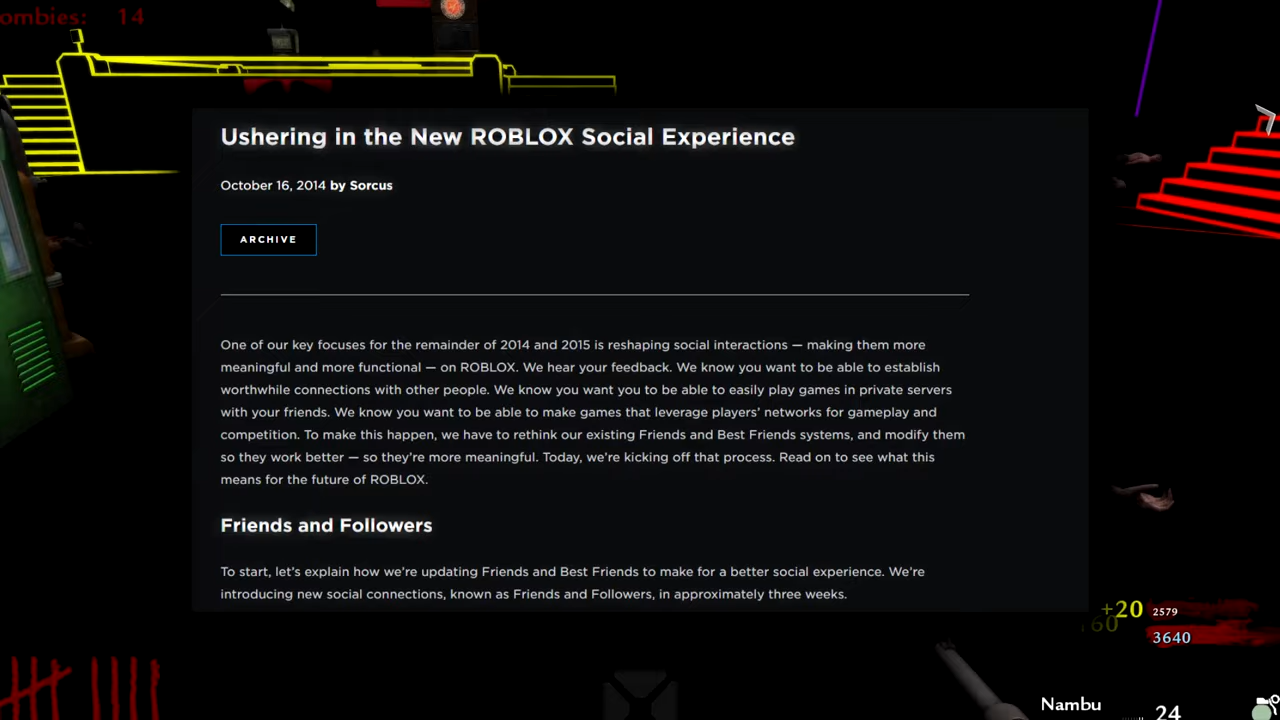 ombies: 14
Ushering in the New ROBLOX Social Experience
October 16, 2014 by Sorcus
ARCHIVE
One of our key focuses for the remainder of 2014 and 2015 is reshaping social interactions — making them more
meaningful and more functional — on ROBLOX. We hear your feedback. We know you want to be able to establish
worthwhile connections with other people. We know you want you to be able to easily play games in private servers
with your friends. We know you want to be able to make games that leverage players’ networks for gameplay and
competition. To make this happen, we have to rethink our existing Friends and Best Friends systems, and modify them
so they work better — so they’re more meaningful. Today, we’re kicking off that process. Read on to see what this
means for the future of ROBLOX.
Friends and Followers
To start, let’s explain how we’re updating Friends and Best Friends to make for a better social experience. We’re
introducing new social connections, known as Friends and Followers, in approximately three weeks.
+20 2579
60
3640
Nambu
24